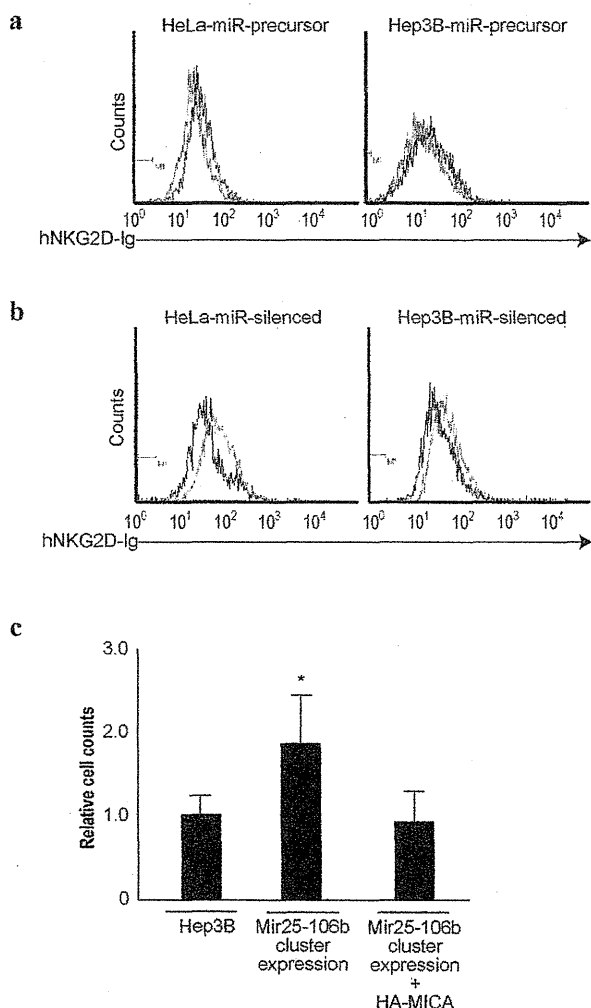 a
HeLa-miR-precursor
Hep3B-miR-precursor
Counts
10⁰ 10¹ 10² 10³ 10⁴
10⁰ 10¹ 10² 10³ 10⁴
hNKG2D-Ig
b
HeLa-miR-silenced
Hep3B-miR-silenced
Counts
10⁰ 10¹ 10² 10³ 10⁴
10⁰ 10¹ 10² 10³ 10⁴
hNKG2D-Ig
c
Relative cell counts
3.0
2.0
1.0
0
*
Hep3B
Mir25-106b
cluster
expression
Mir25-106b
cluster
expression
+
HA-MICA